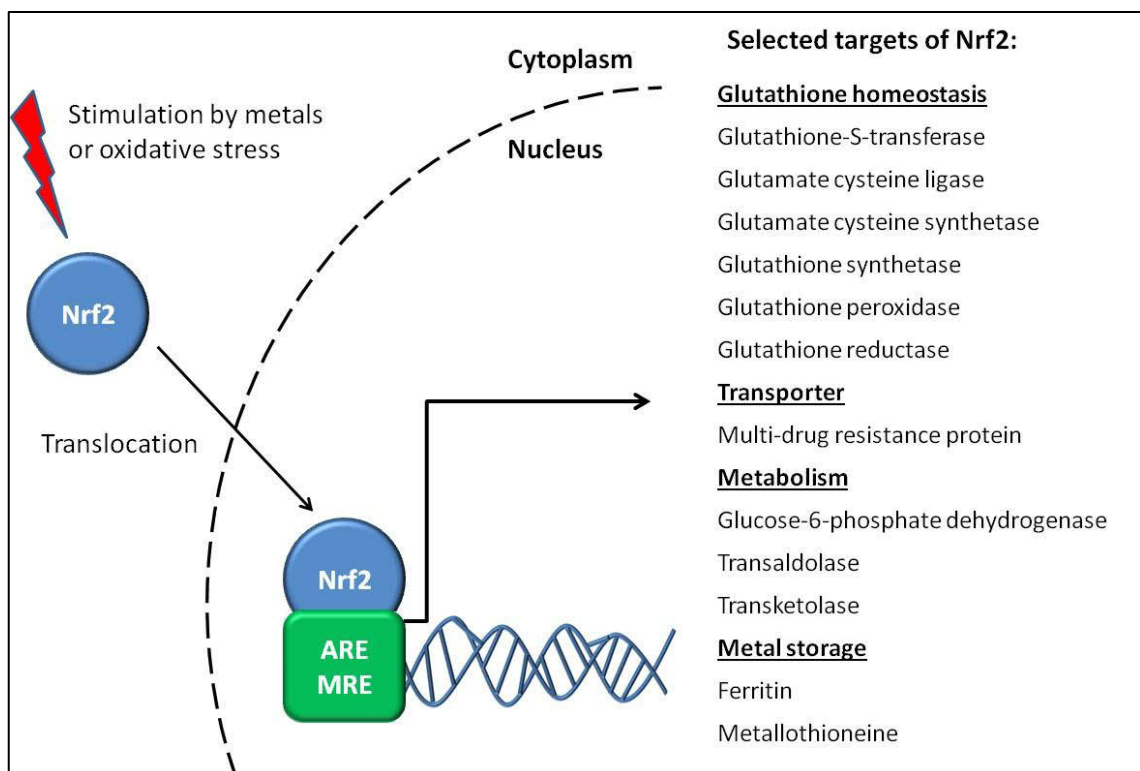 Cytoplasm
Nucleus
Stimulation by metals
or oxidative stress
Nrf2
Translocation
Nrf2
ARE
MRE
Selected targets of Nrf2:
Glutathione homeostasis
Glutathione-S-transferase
Glutamate cysteine ligase
Glutamate cysteine synthetase
Glutathione synthetase
Glutathione peroxidase
Glutathione reductase
Transporter
Multi-drug resistance protein
Metabolism
Glucose-6-phosphate dehydrogenase
Transaldolase
Transketolase
Metal storage
Ferritin
Metallothioneine